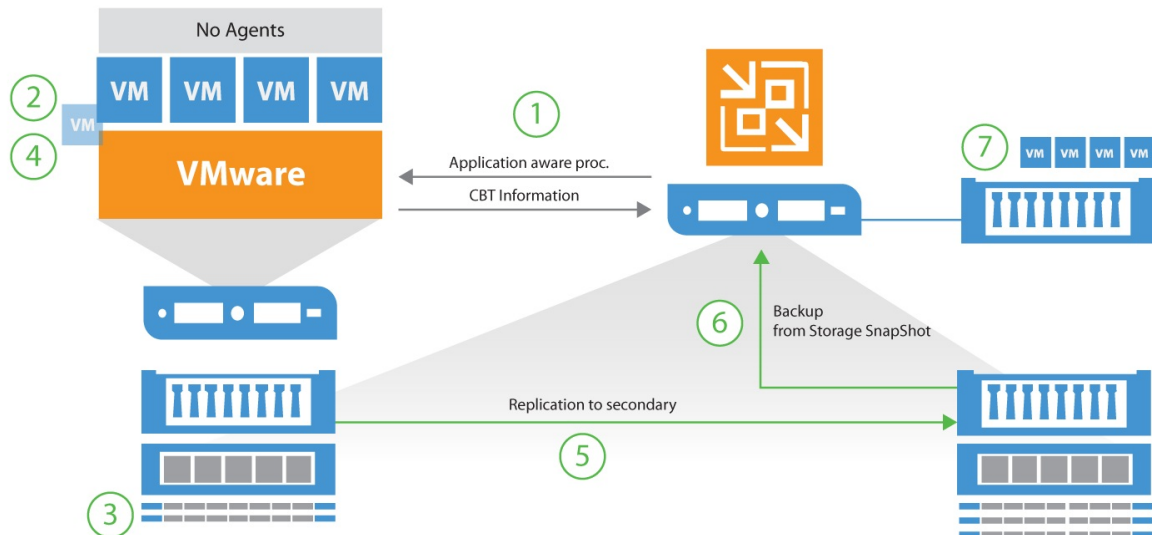 No Agents
VM VM VM VM
2
VM
4
VMware
1
Application aware proc.
CBT Information
7
VM VM VM VM
6
Backup
from Storage SnapShot
Replication to secondary
5
3